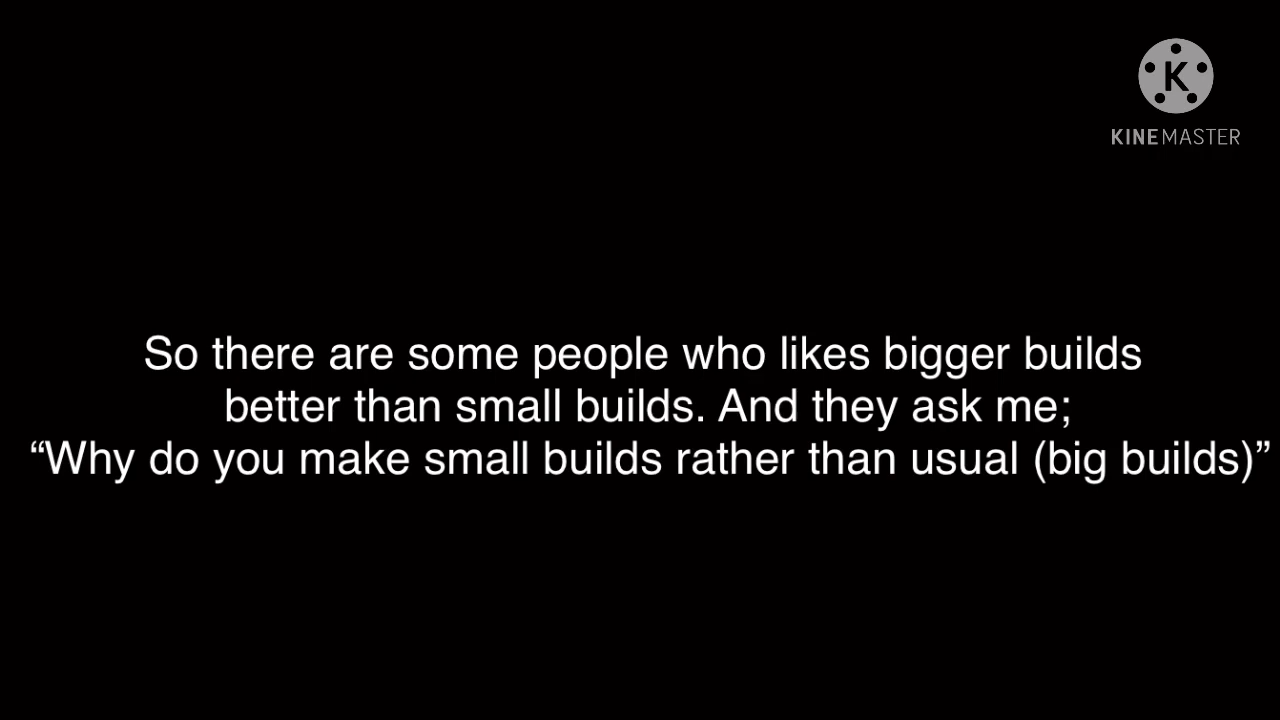 K
KINEMASTER
So there are some people who likes bigger builds
better than small builds. And they ask me;
“Why do you make small builds rather than usual (big builds)”